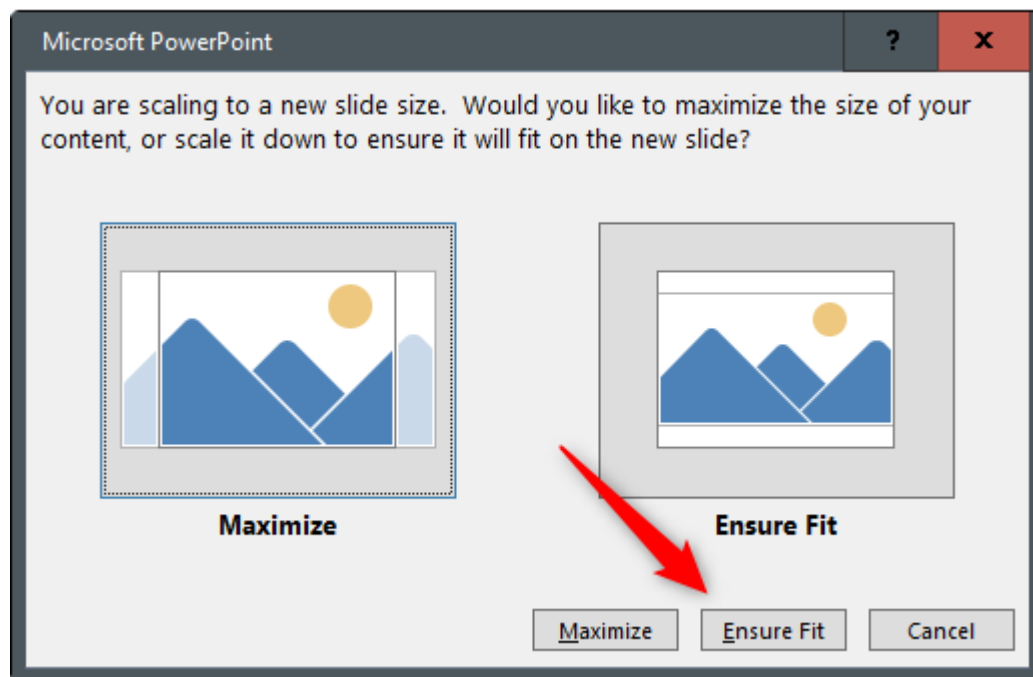 Microsoft PowerPoint ? x
You are scaling to a new slide size. Would you like to maximize the size of your
content, or scale it down to ensure it will fit on the new slide?
Maximize Ensure Fit
Maximize Ensure Fit Cancel